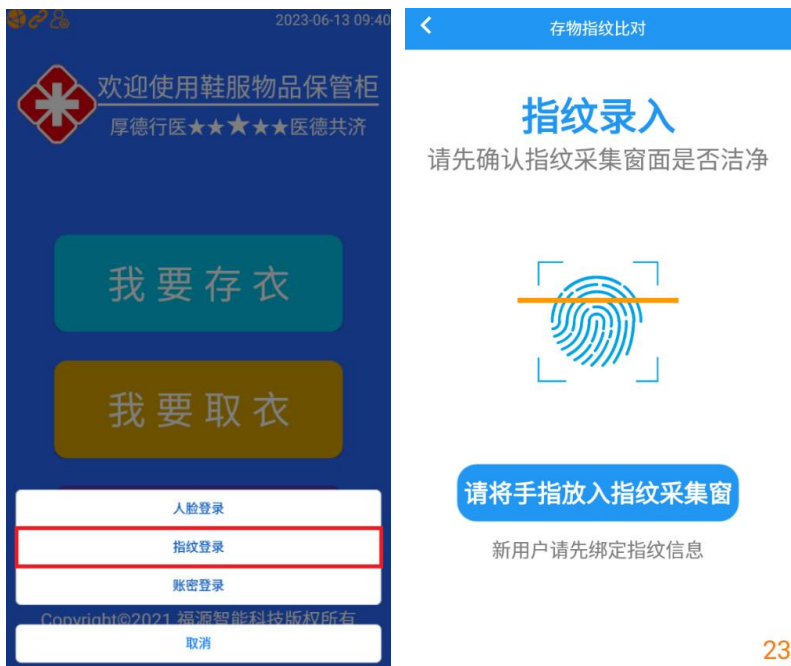 2023-06-13 09:40
欢迎使用鞋服物品保管柜
厚德行医★★★★★医德共济
我要存衣
我要取衣
人脸登录
指纹登录
账密登录
Copyright©2021 福源智能科技版权所有
取消
存物指纹比对
指纹录入
请先确认指纹采集窗面是否洁净
请将手指放入指纹采集窗
新用户请先绑定指纹信息
23